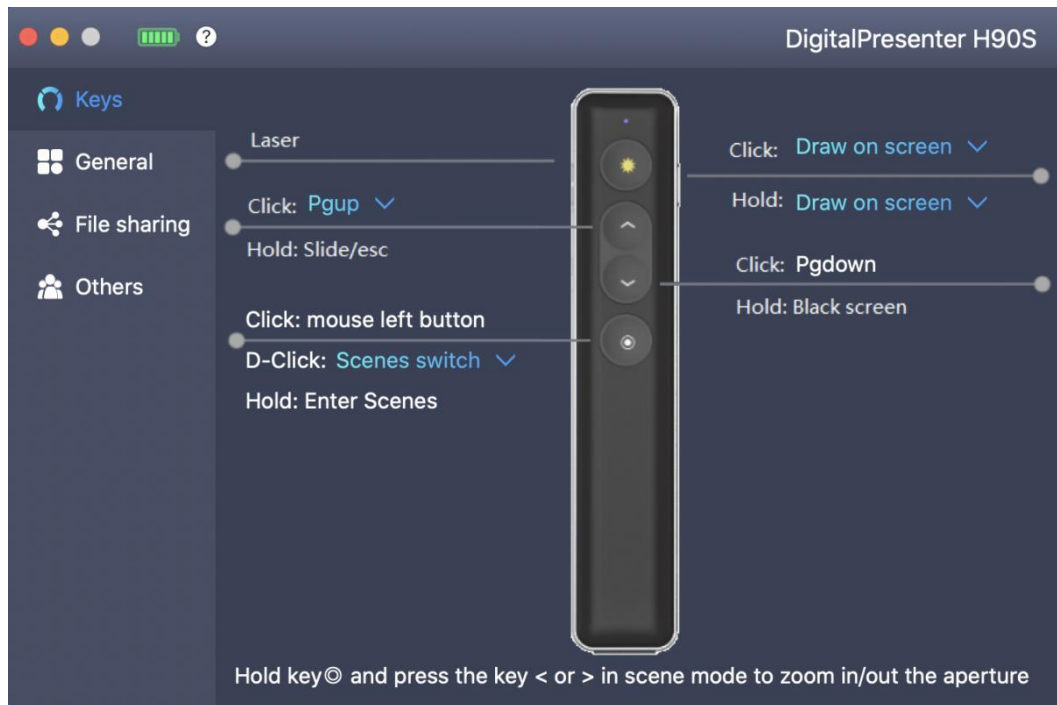 DigitalPresenter H90S
Keys
General
File sharing
Others
Laser
Click: Pgup
Hold: Slide/esc
Click: mouse left button
D-Click: Scenes switch
Hold: Enter Scenes
Click: Draw on screen
Hold: Draw on screen
Click: Pgdown
Hold: Black screen
Hold key◎ and press the key < or > in scene mode to zoom in/out the aperture